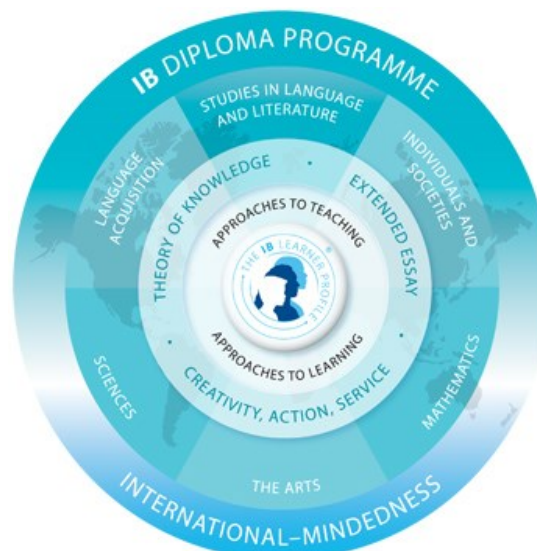 IB DIPLOMA PROGRAMME
STUDIES IN LANGUAGE
AND LITERATURE
LANGUAGE
ACQUISITION
INDIVIDUALS AND
SOCIETIES
THEORY OF KNOWLEDGE
EXTENDED ESSAY
APPROACHES TO TEACHING
THE IB LEARNER PROFILE
®
APPROACHES TO LEARNING
CREATIVITY, ACTION, SERVICE
SCIENCES
MATHEMATICS
THE ARTS
INTERNATIONAL–MINDEDNESS